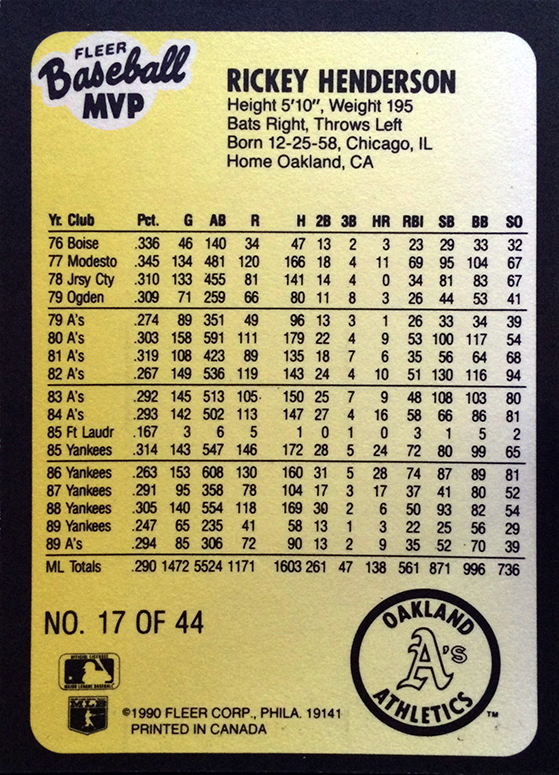 FLEER
Baseball
MVP
RICKEY HENDERSON
Height 5'10", Weight 195
Bats Right, Throws Left
Born 12-25-58, Chicago, IL
Home Oakland, CA
Yr. Club Pct. G AB R H 2B 3B HR RBI SB BB SO
76 Boise .336 46 140 34 47 13 2 3 23 29 33 32
77 Modesto .345 134 481 120 166 18 4 11 69 95 104 67
78 Jrsy Cty .310 133 455 81 141 14 4 0 34 81 83 67
79 Ogden .309 71 259 66 80 11 8 3 26 44 53 41
79 A's .274 89 351 49 96 13 3 1 26 33 34 39
80 A's .303 158 591 111 179 22 4 9 53 100 117 54
81 A's .319 108 423 89 135 18 7 6 35 56 64 68
82 A's .267 149 536 119 143 24 4 10 51 130 116 94
83 A's .292 145 513 105 150 25 7 9 48 108 103 80
84 A's .293 142 502 113 147 27 4 16 58 66 86 81
85 Ft Laudr .167 3 6 5 1 0 1 0 3 1 5 2
85 Yankees .314 143 547 146 172 28 5 24 72 80 99 65
86 Yankees .263 153 608 130 160 31 5 28 74 87 89 81
87 Yankees .291 95 358 78 104 17 3 17 37 41 80 52
88 Yankees .305 140 554 118 169 30 2 6 50 93 82 54
89 Yankees .247 65 235 41 58 13 1 3 22 25 56 29
89 A's .294 85 306 72 90 13 2 9 35 52 70 39
ML Totals .290 1472 5524 1171 1603 261 47 138 561 871 996 736
NO. 17 OF 44
OAKLAND
A's
ATHLETICS
TM
OFFICIAL LICENSEE
MAJOR LEAGUE BASEBALL
MLB
©1990 FLEER CORP., PHILA. 19141
PRINTED IN CANADA